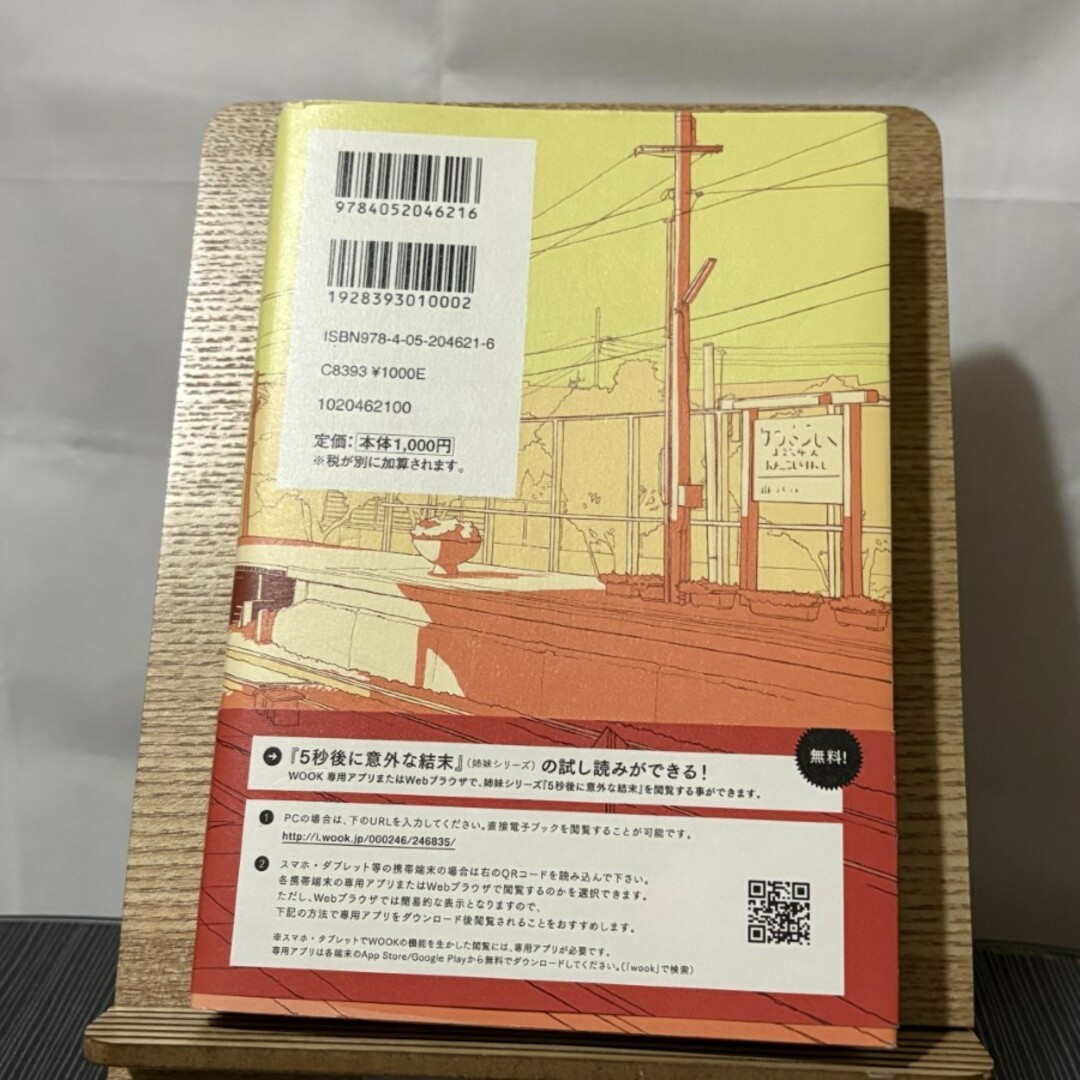 9784052046216
1928393010002
ISBN978-4-05-204621-6
C8393 ¥1000E
1020462100
定価：本体1,000円
※税が別に加算されます。
『5秒後に意外な結末』（姉妹シリーズ）の試し読みができる！
無料！
WOOK 専用アプリまたはWebブラウザで、姉妹シリーズ『5秒後に意外な結末』を閲覧する事ができます。
1 PCの場合は、下のURLを入力してください。直接電子ブックを閲覧することが可能です。
http://i.wook.jp/000246/246835/
2 スマホ・タブレット等の携帯端末の場合は右のQRコードを読み込んで下さい。
各携帯端末の専用アプリまたはWebブラウザで閲覧するのかを選択できます。
ただし、Webブラウザでは簡易的な表示となりますので、
下記の方法で専用アプリをダウンロード後閲覧されることをおすすめします。
※スマホ・タブレットでWOOKの機能を生かした閲覧には、専用アプリが必要です。
専用アプリは各端末のApp Store/Google Playから無料でダウンロードしてください。（「wook」で検索）